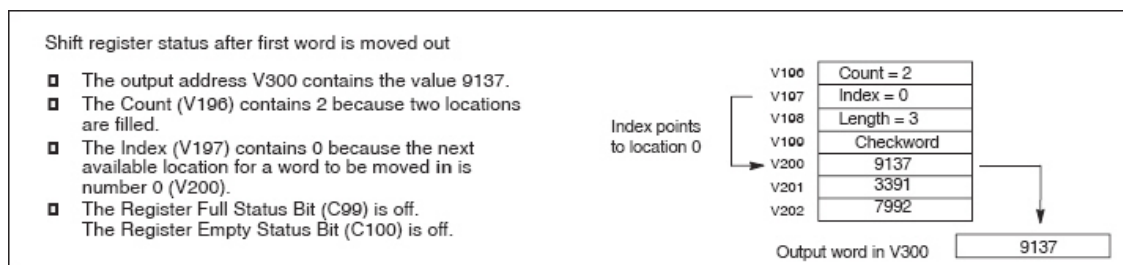 Shift register status after first word is moved out
The output address V300 contains the value 9137.
The Count (V196) contains 2 because two locations
are filled.
The Index (V197) contains 0 because the next
available location for a word to be moved in is
number 0 (V200).
The Register Full Status Bit (C99) is off.
The Register Empty Status Bit (C100) is off.
Index points
to location 0
V196 Count = 2
V197 Index = 0
V198 Length = 3
V199 Checkword
V200 9137
V201 3391
V202 7992
Output word in V300 9137